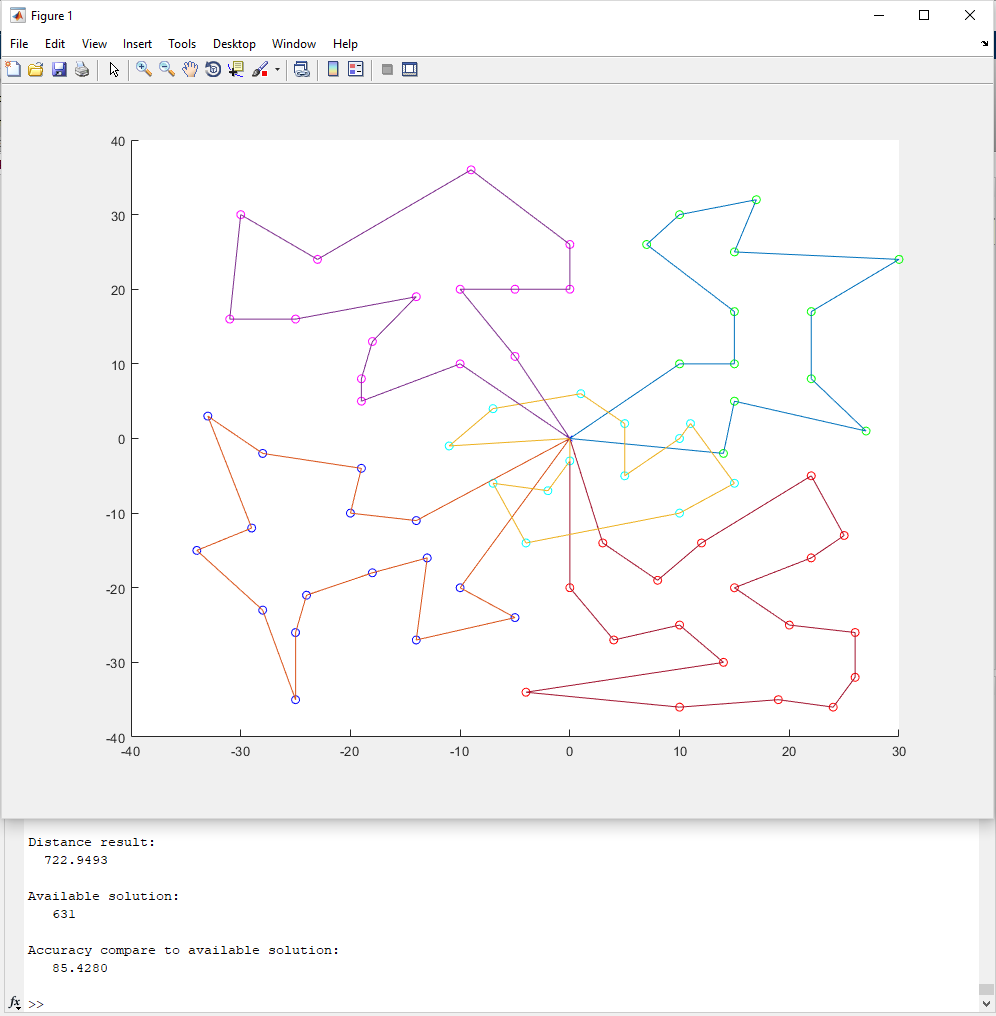 Figure 1
File Edit View Insert Tools Desktop Window Help
40
30
20
10
0
-10
-20
-30
-40
-40 -30 -20 -10 0 10 20 30
Distance result:
722.9493
Available solution:
631
Accuracy compare to available solution:
85.4280
fx >>